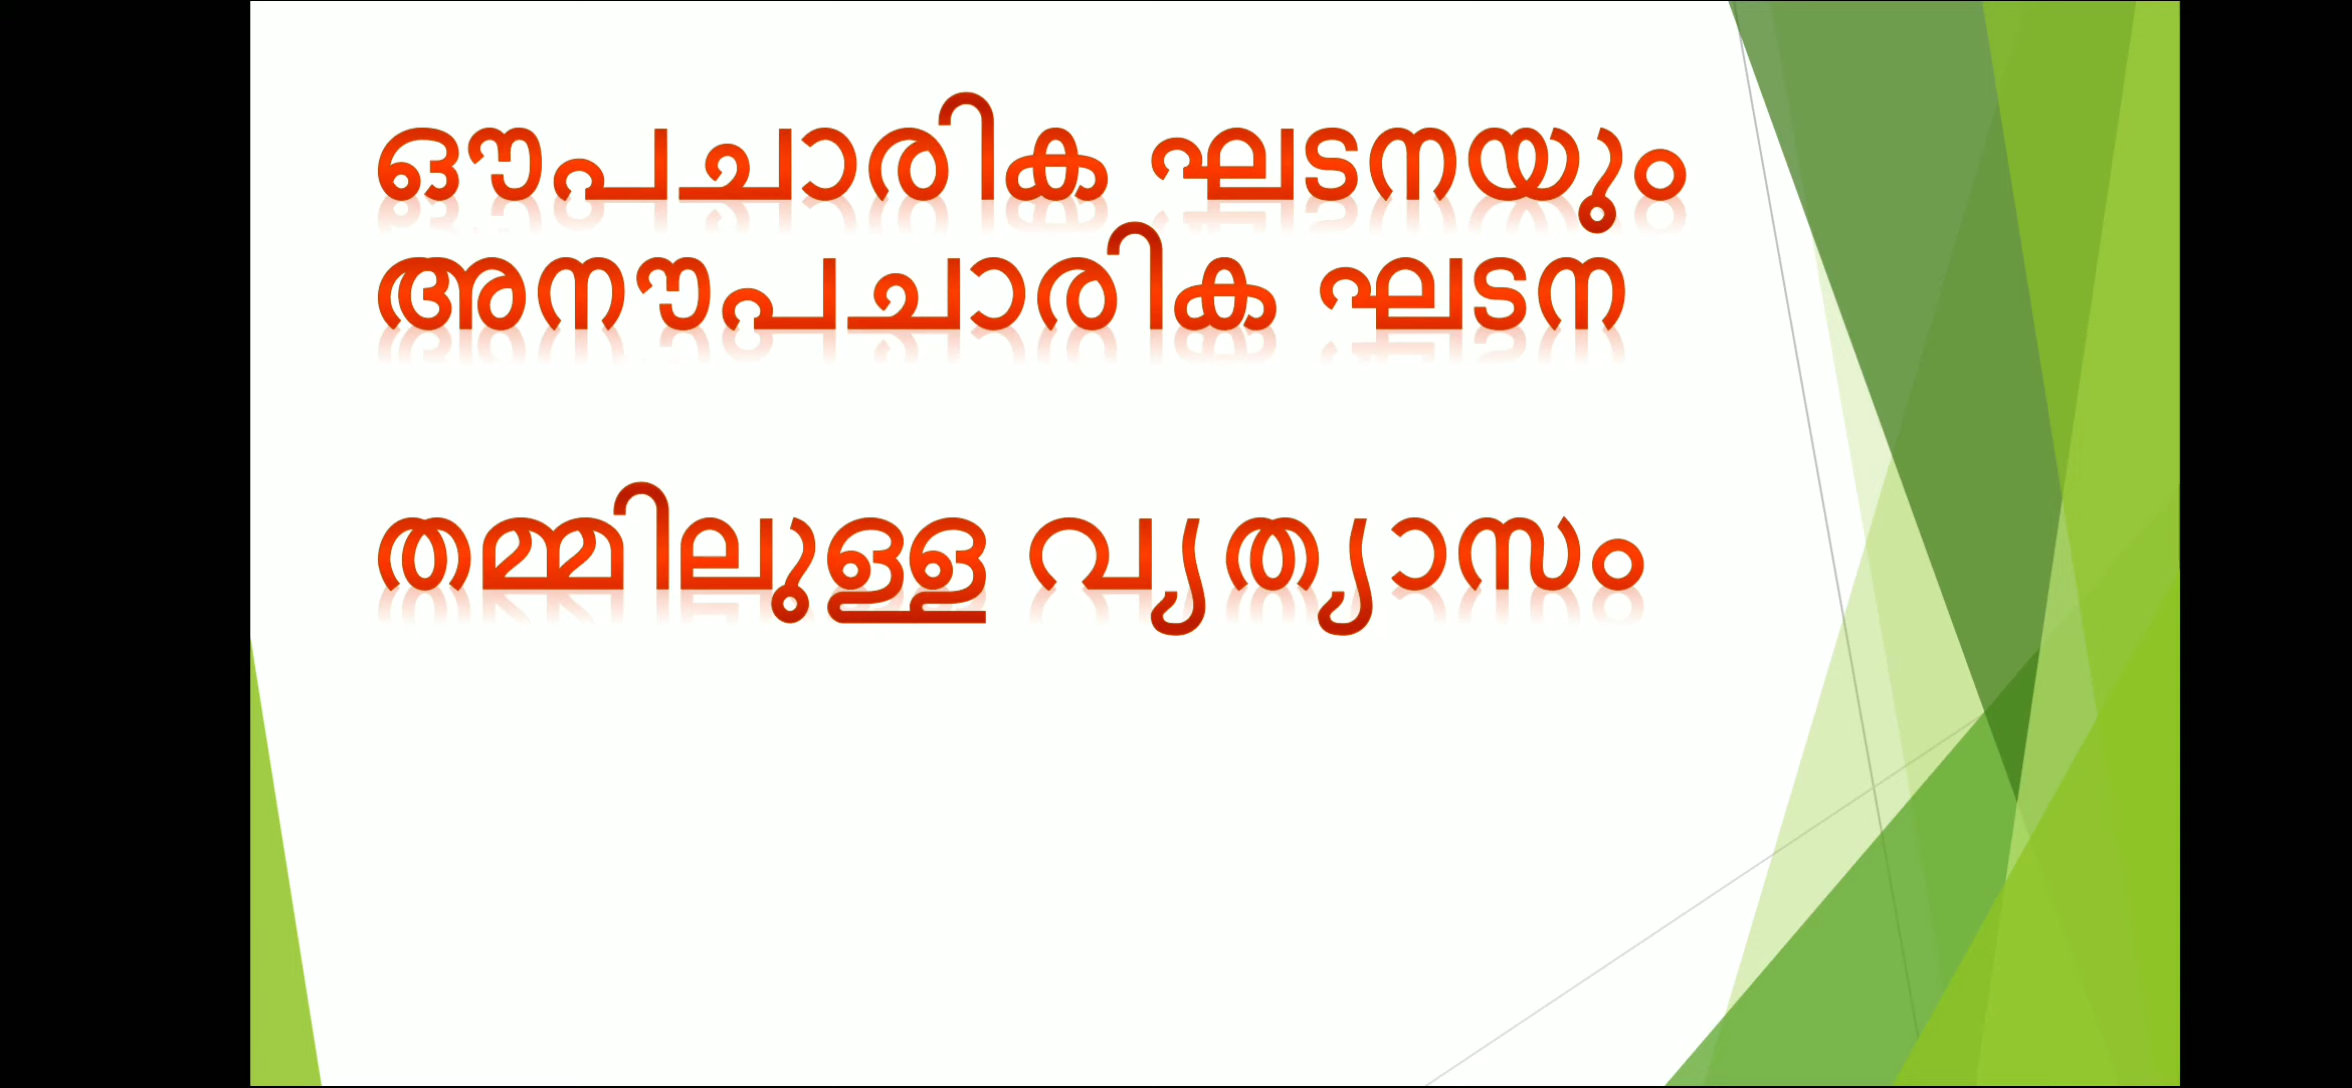 ഔപചാരിക ഘടനയും
അനൗപചാരിക ഘടന
തമ്മിലുള്ള വ്യത്യാസം